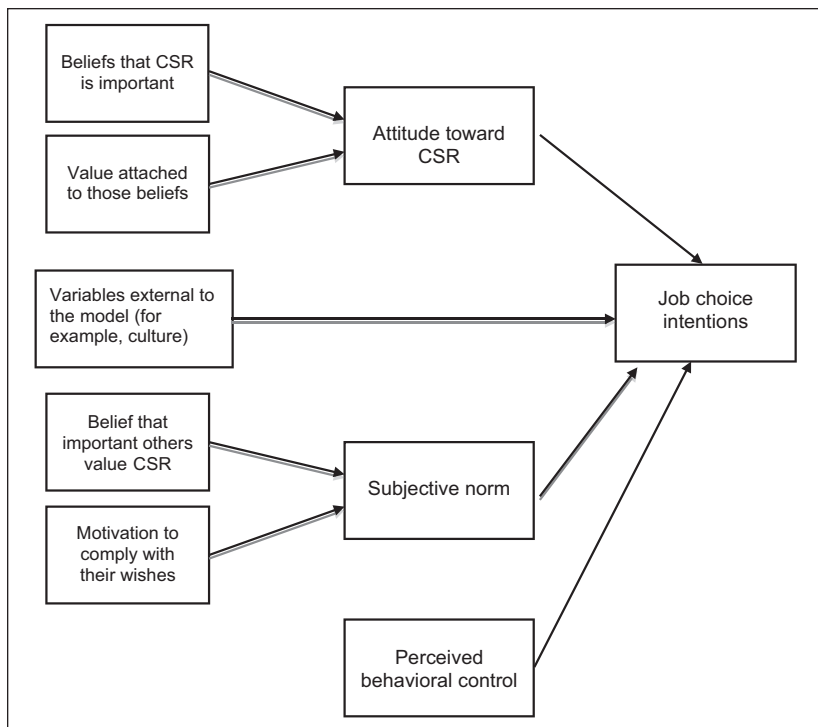 Beliefs that CSR
is important
Value attached
to those beliefs
Attitude toward
CSR
Variables external to
the model (for
example, culture)
Job choice
intentions
Belief that
important others
value CSR
Motivation to
comply with
their wishes
Subjective norm
Perceived
behavioral control